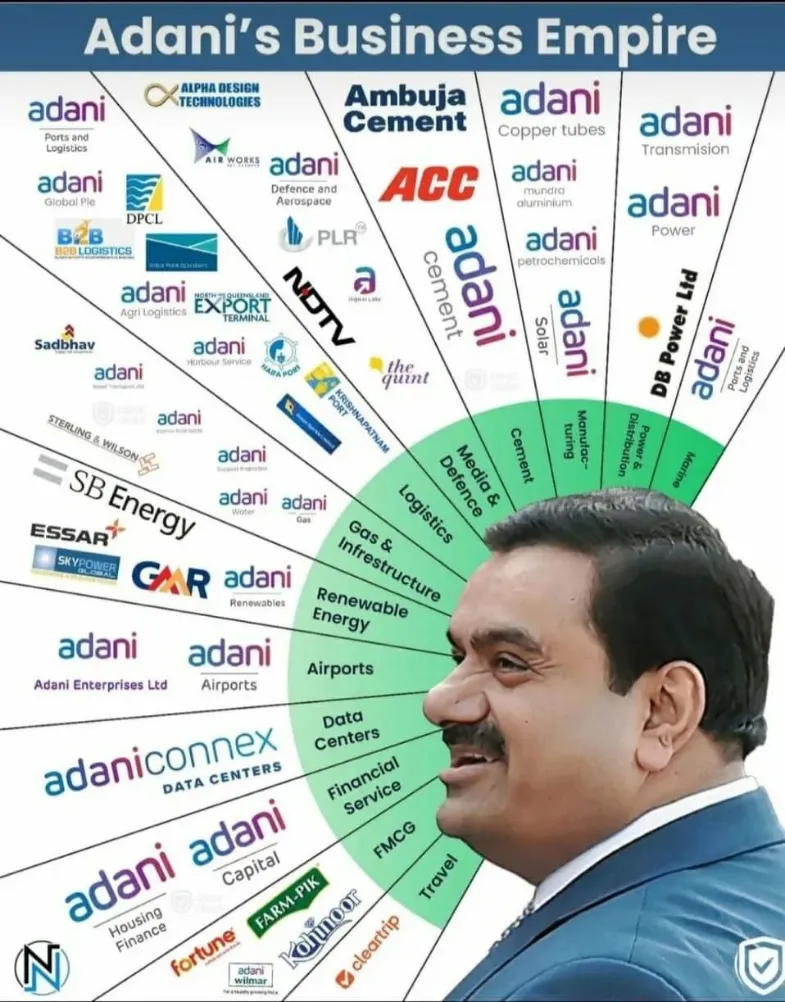 Adani's Business Empire
adani
Ports and
Logistics
adani
Global Pte
DPCL
B2B
B2B LOGISTICS
ALPHA DESIGN
TECHNOLOGIES
AIR WORKS
adani
Defence and
Aerospace
PLR
NDTV
the
quint
Ambuja
Cement
ACC
adani
cement
adani
Copper tubes
adani
mundra
aluminium
adani
petrochemicals
adani
Solar
adani
Transmision
adani
Power
DB Power Ltd
adani
Ports and
Logistics
adani
Agri Logistics
NORTH QUEENSLAND
EXPORT
TERMINAL
adani
Harbour Service
KRISHNAPATNAM
PORT
Sadbhav
adani
adani
STERLING & WILSON
adani
adani
Water
adani
Gas
SB Energy
ESSAR
SKYPOWER
GLOBAL
GMR
adani
Renewables
adani
Adani Enterprises Ltd
adani
Airports
adaniconnex
DATA CENTERS
adani
Housing
Finance
adani
Capital
fortune
FARM-PIK
adani
wilmar
Kohinoor
cleartrip
Marine
Power &
Distribution
Manufac-
turing
Cement
Media &
Defence
Logistics
Gas &
Infrastructure
Renewable
Energy
Airports
Data
Centers
Financial
Service
FMCG
Travel
N